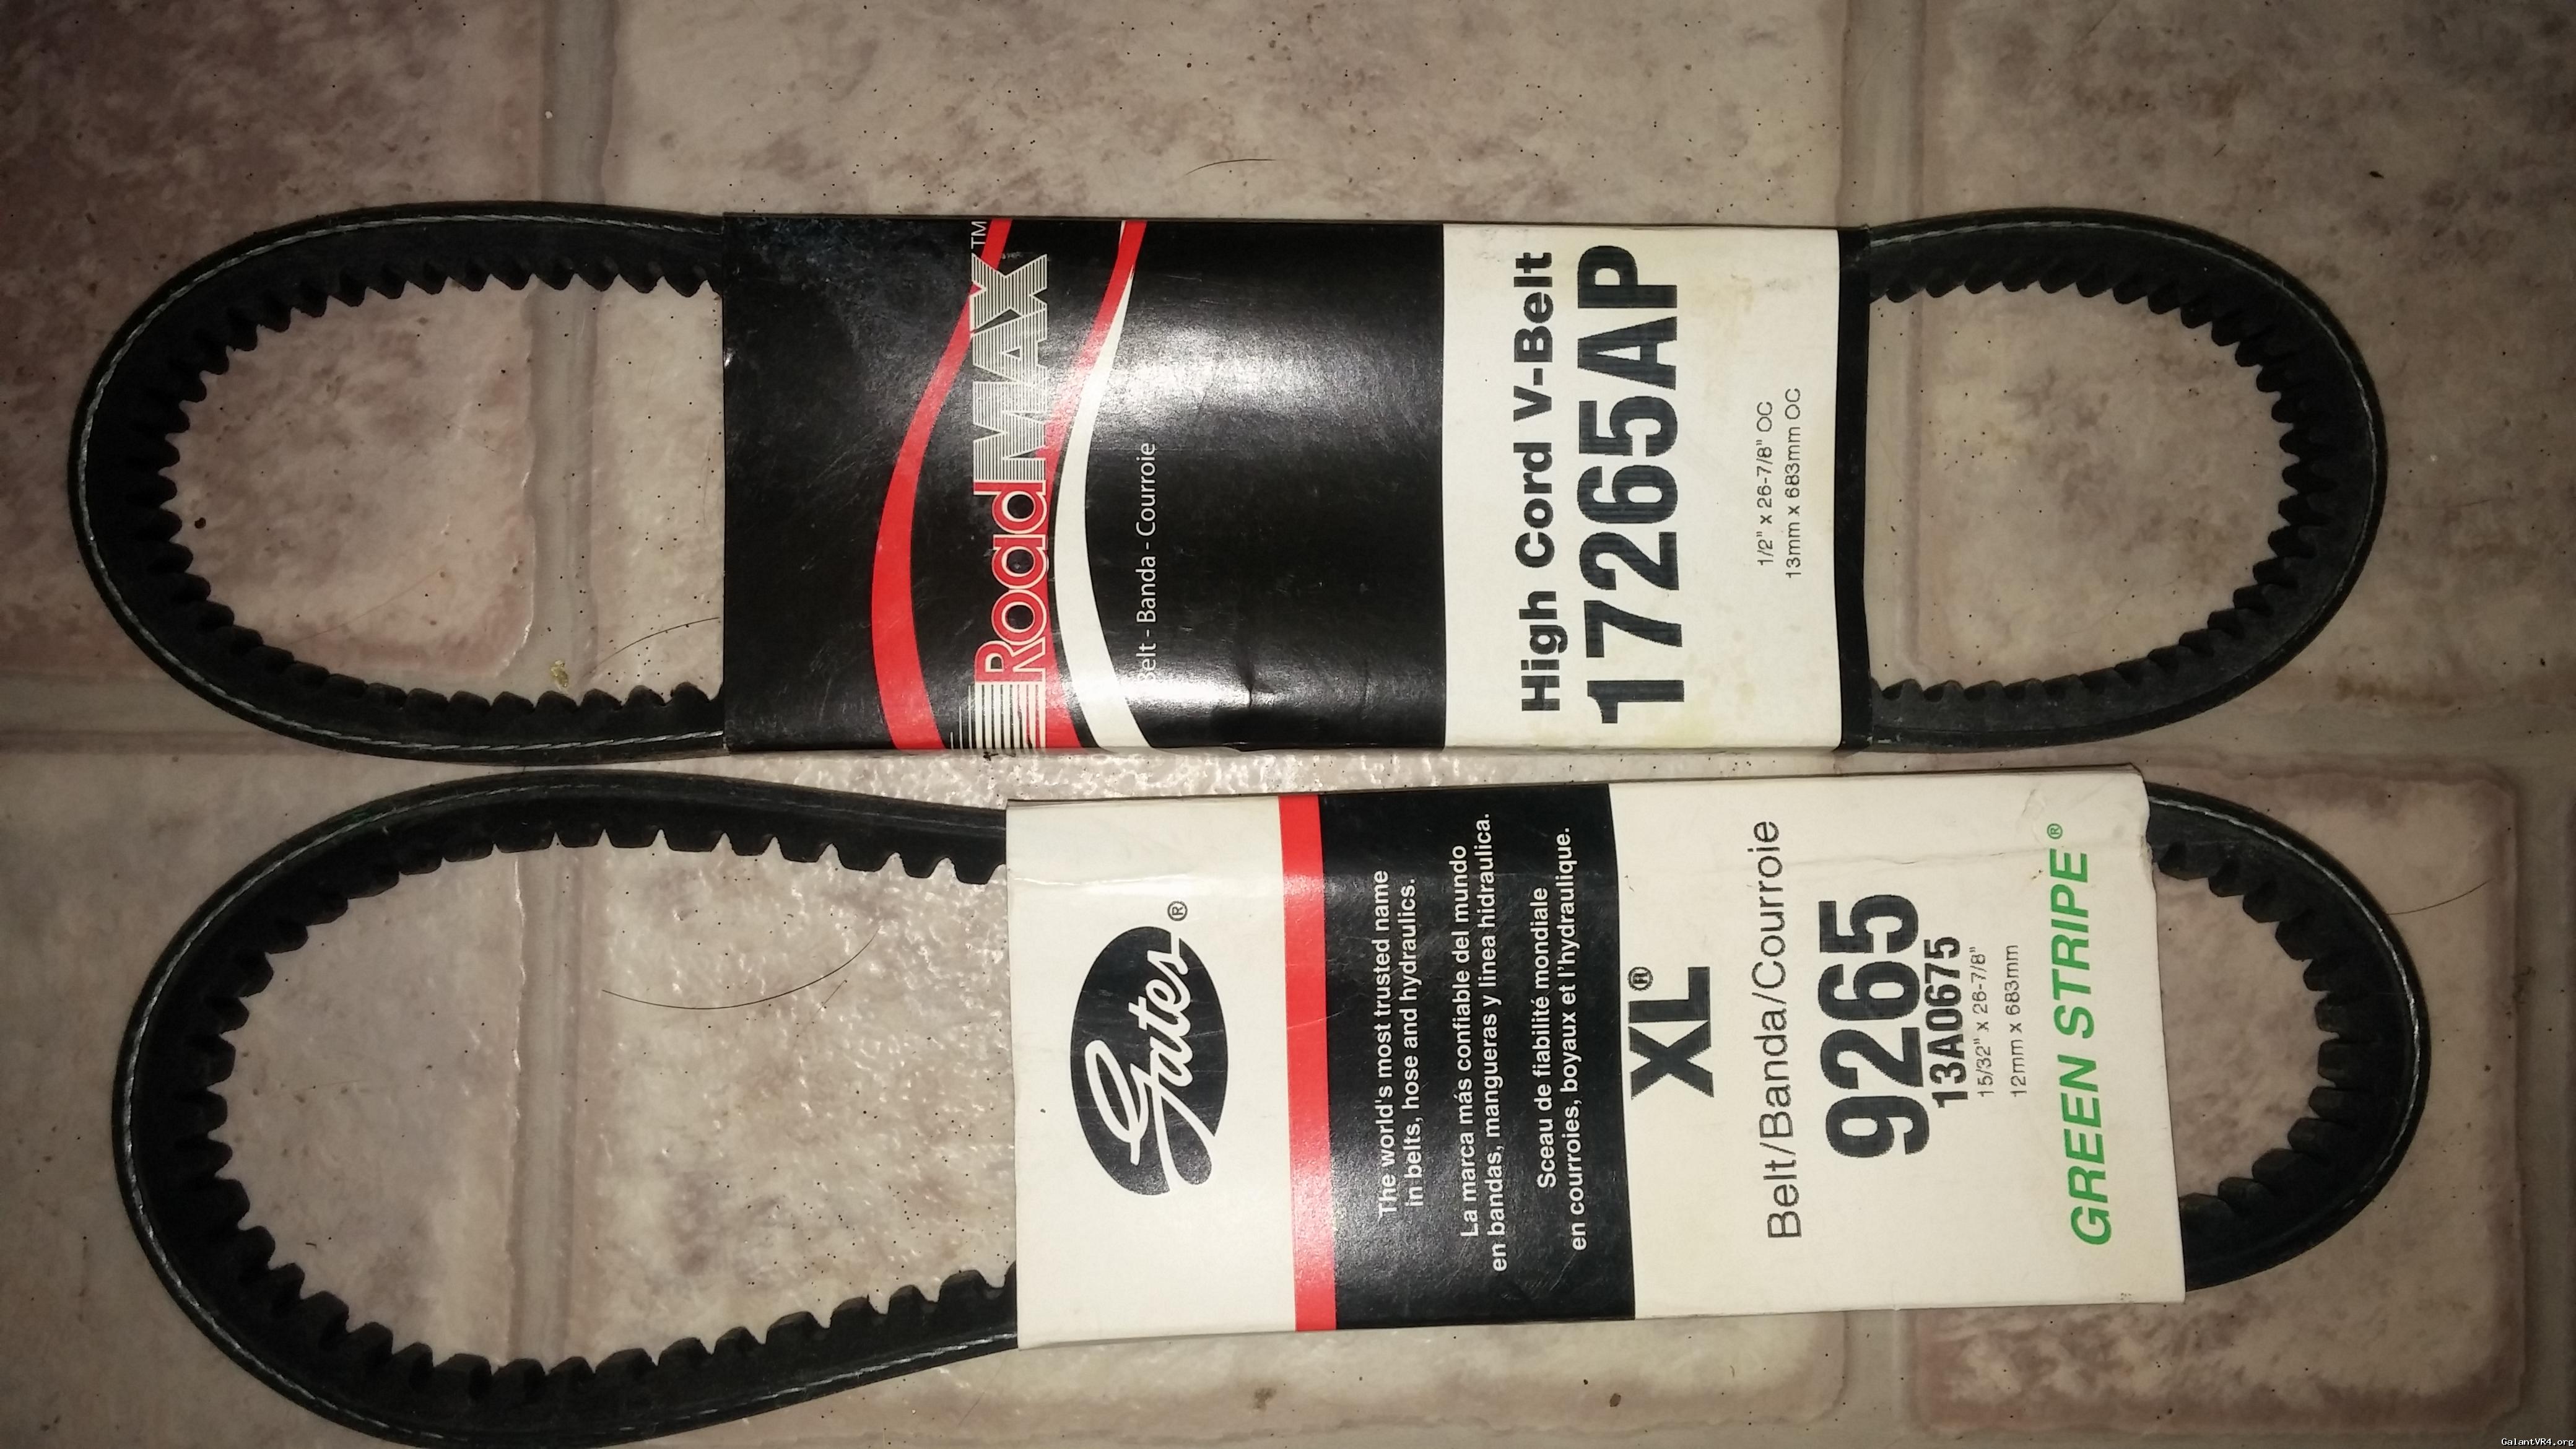 RoadMAX™
Belt - Banda - Courroie
High Cord V-Belt
17265AP
1/2" x 26-7/8" OC
13mm x 683mm OC
Gates®
The world's most trusted name
in belts, hose and hydraulics.
La marca más confiable del mundo
en bandas, mangueras y linea hidraulica.
Sceau de fiabilité mondiale
en courroies, boyaux et l'hydraulique.
XL®
Belt/Banda/Courroie
9265
13A0675
15/32" x 26-7/8"
12mm x 683mm
GREEN STRIPE®
GalantVR4.org